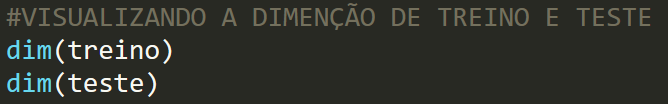 #VISUALIZANDO A DIMENÇÃO DE TREINO E TESTE
dim(treino)
dim(teste)